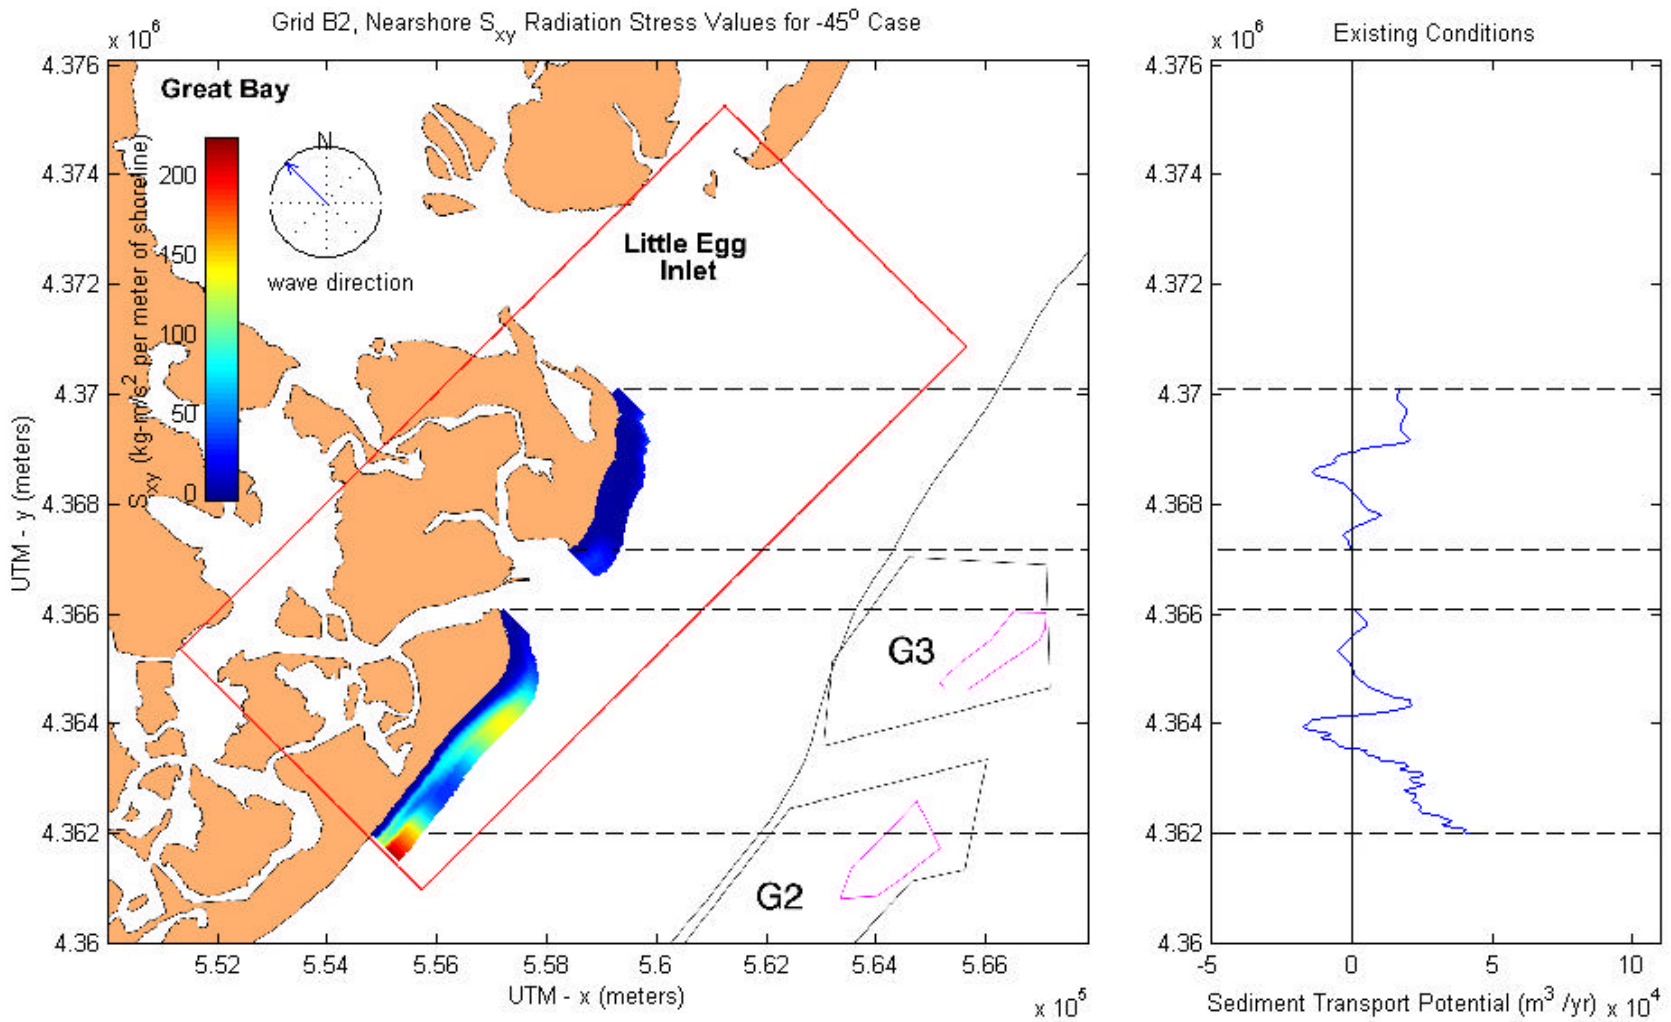 Grid B2, Nearshore Sxy Radiation Stress Values for -45° Case
x 10^6
4.376
4.374
4.372
4.37
4.368
4.366
4.364
4.362
4.36
UTM - y (meters)
Great Bay
Sxy (kg-m/s² per meter of shoreline)
200
150
100
50
0
N
wave direction
Little Egg
Inlet
G3
G2
5.52
5.54
5.56
5.58
5.6
5.62
5.64
5.66
UTM - x (meters)
x 10^5
Existing Conditions
x 10^6
4.376
4.374
4.372
4.37
4.368
4.366
4.364
4.362
4.36
-5
0
5
10
Sediment Transport Potential (m³ /yr) x 10^4